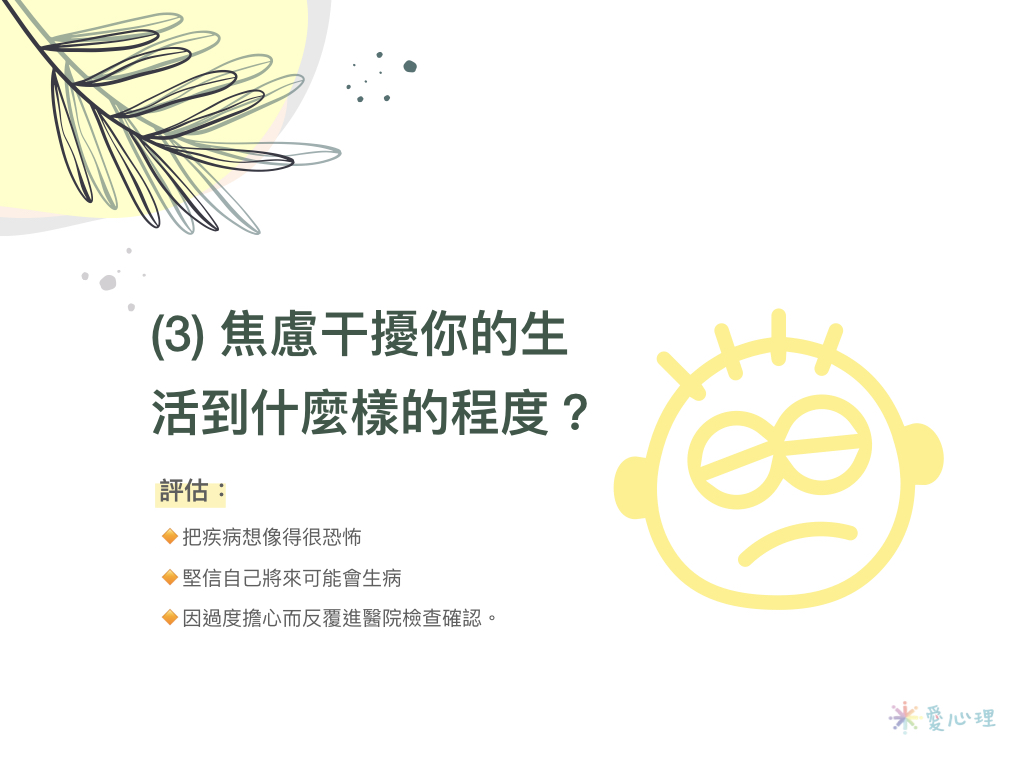 (3) 焦慮干擾你的生
活到什麼樣的程度？
評估：
🔸把疾病想像得很恐怖
🔸堅信自己將來可能會生病
🔸因過度擔心而反覆進醫院檢查確認。
愛心理